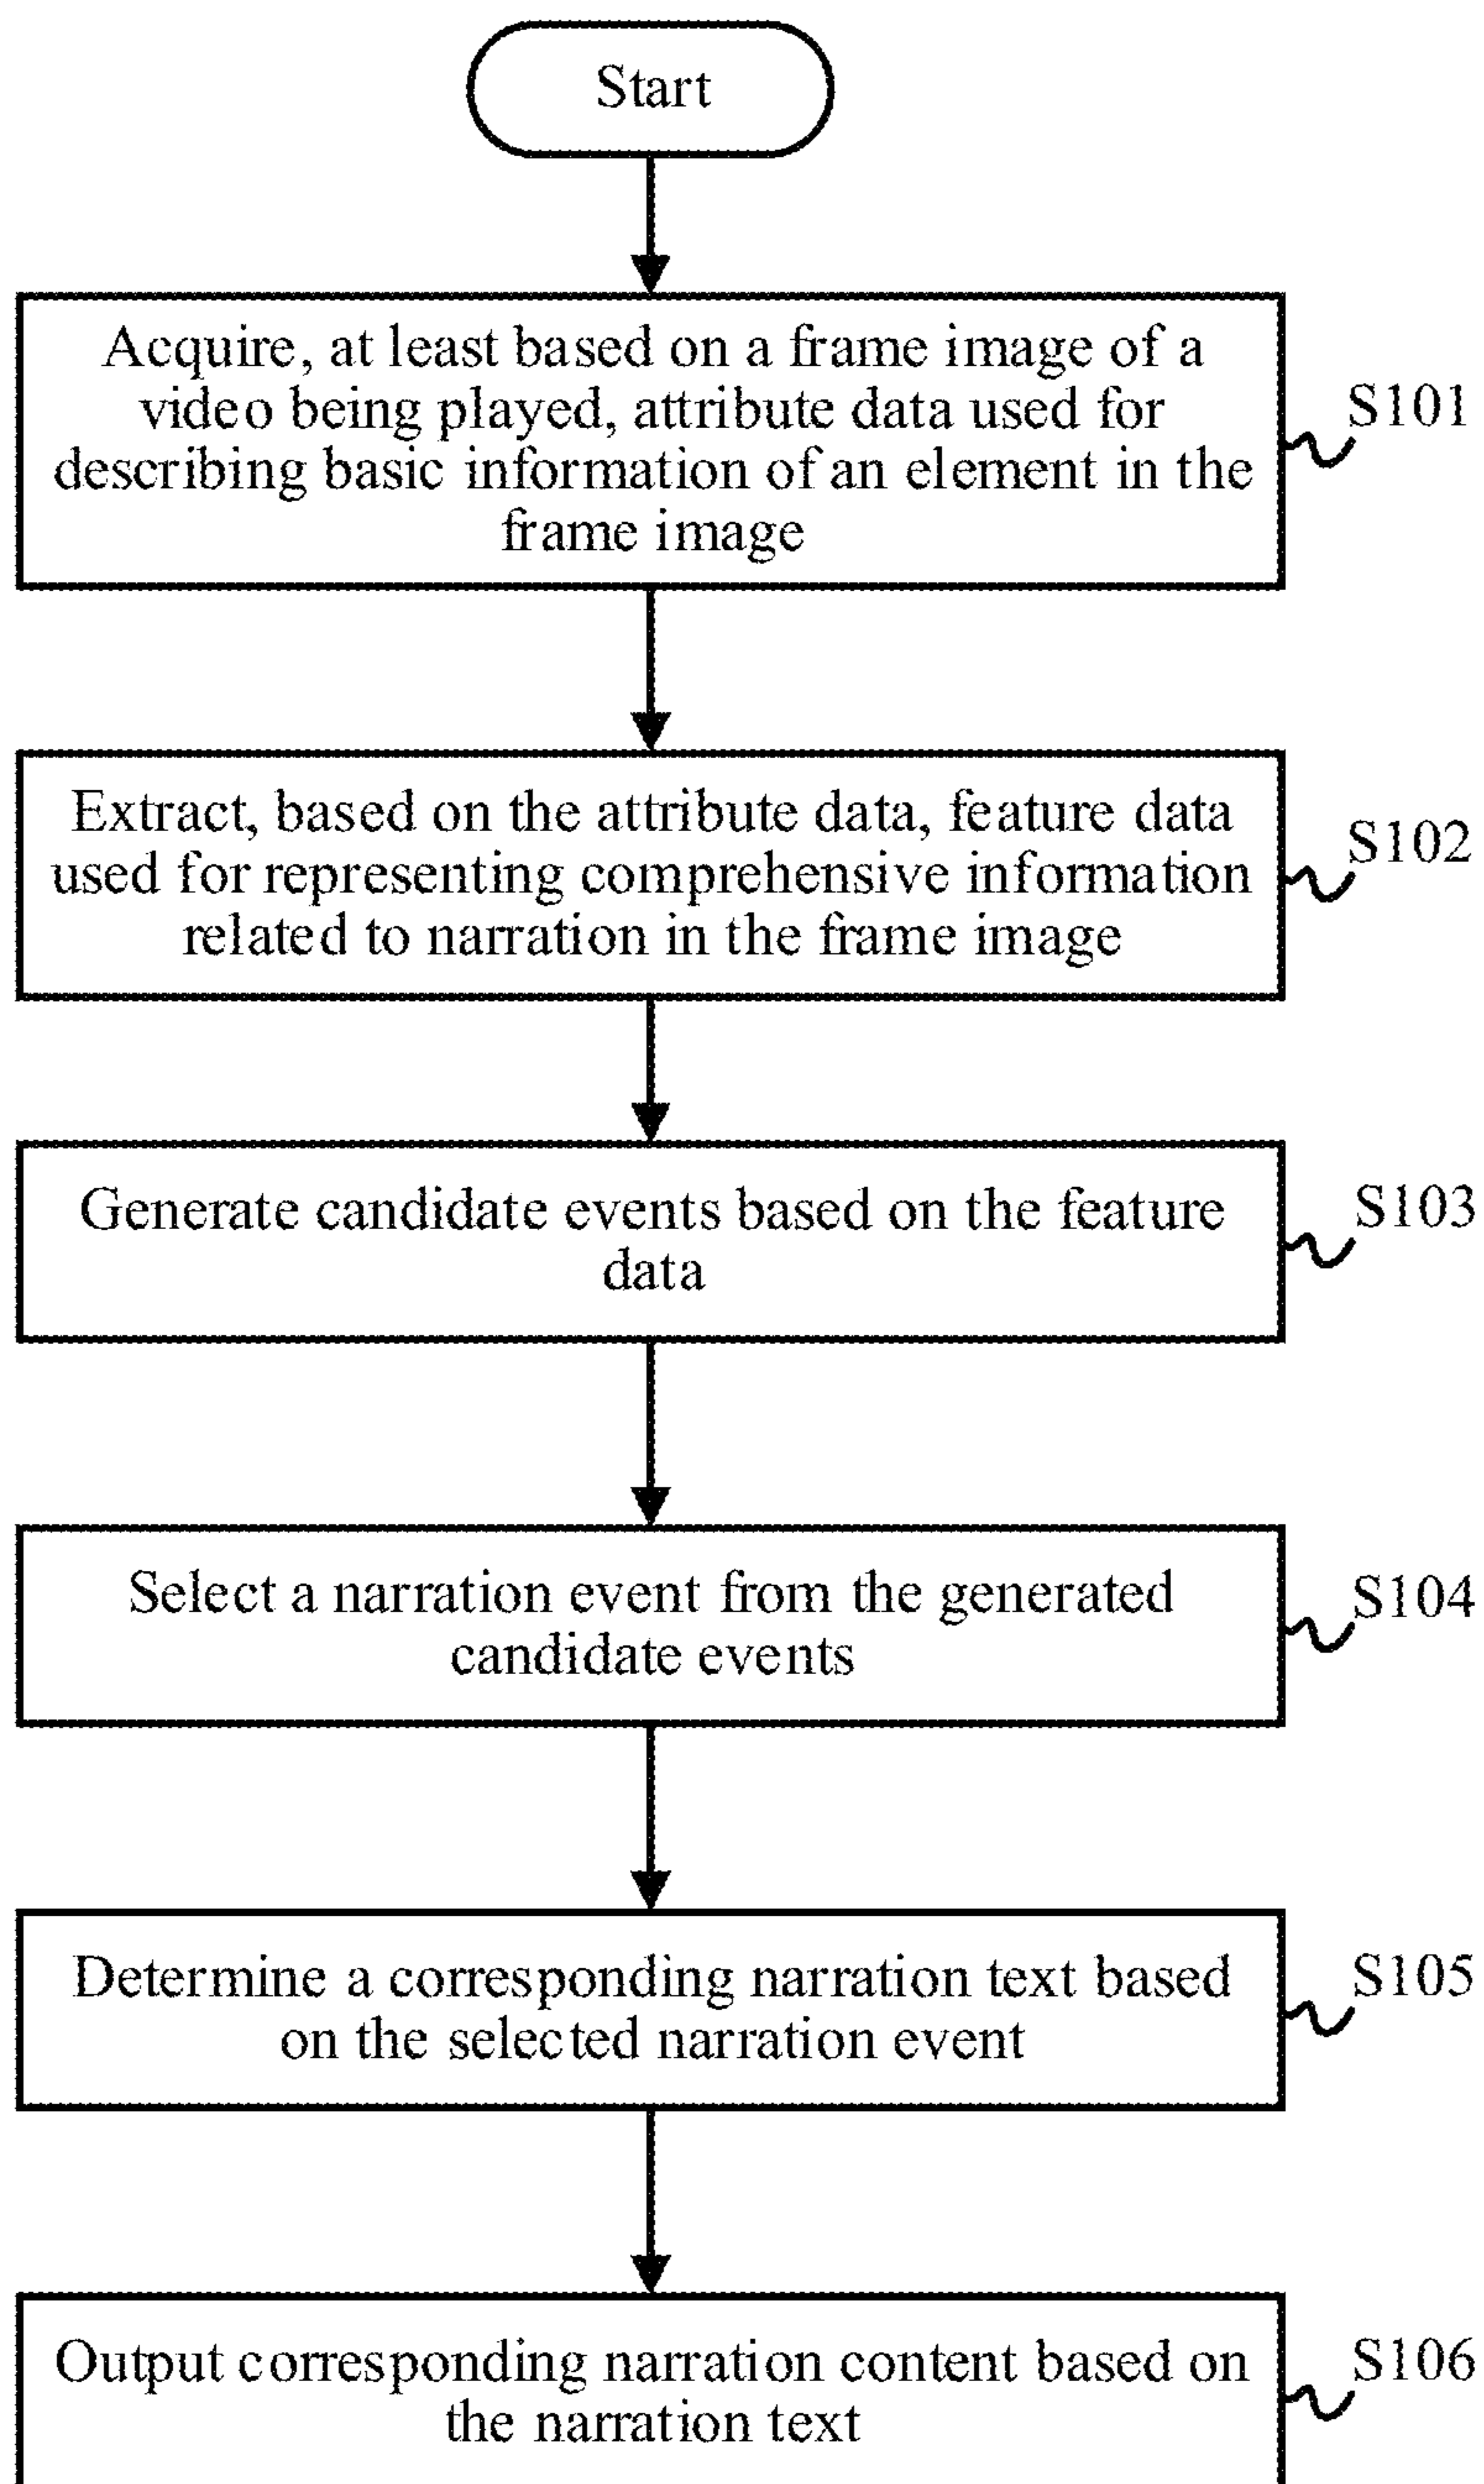 Start
Acquire, at least based on a frame image of a
video being played, attribute data used for
describing basic information of an element in the
frame image
S101
Extract, based on the attribute data, feature data
used for representing comprehensive information
related to narration in the frame image
S102
Generate candidate events based on the feature
data
S103
Select a narration event from the generated
candidate events
S104
Determine a corresponding narration text based
on the selected narration event
S105
Output corresponding narration content based on
the narration text
S106